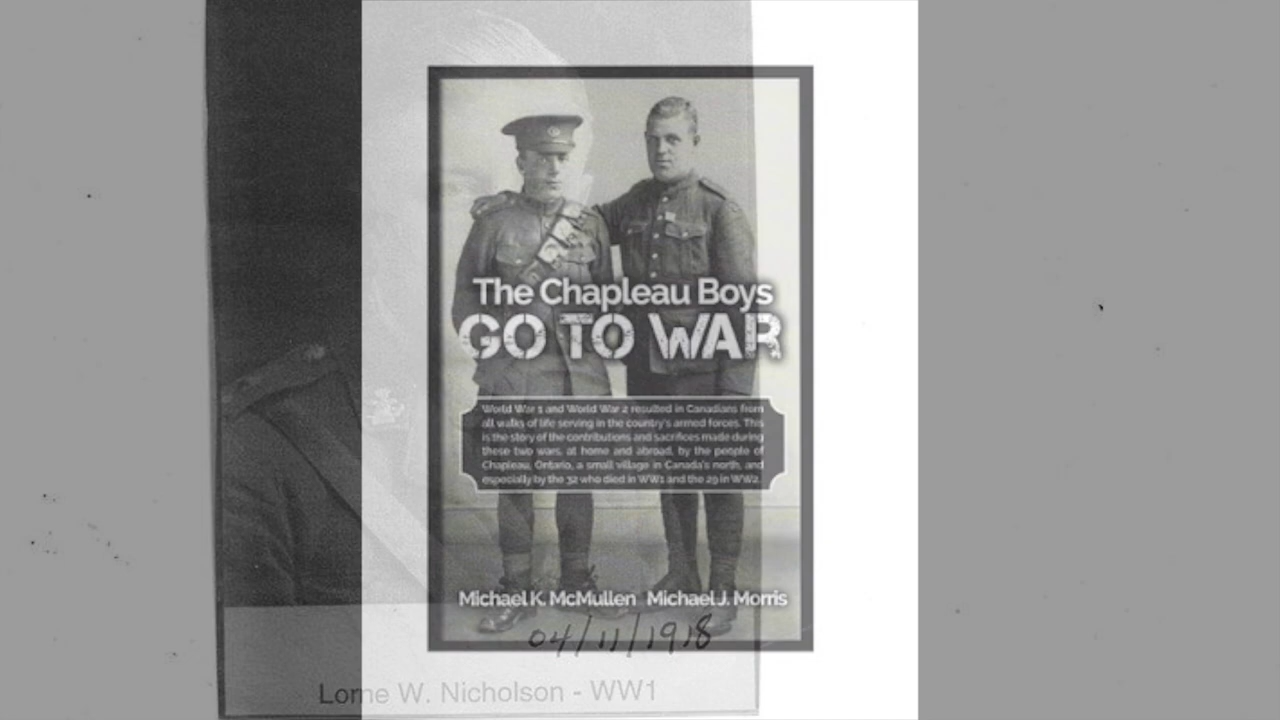 The Chapleau Boys
GO TO WAR
World War 1 and World War 2 resulted in Canadians from
all walks of life serving in the country's armed forces. This
is the story of the contributions and sacrifices made during
these two wars, at home and abroad, by the people of
Chapleau, Ontario, a small village in Canada's north, and
especially by the 32 who died in WW1 and the 29 in WW2.
Michael K. McMullen Michael J. Morris
04/11/1918
Lorne W. Nicholson - WW1